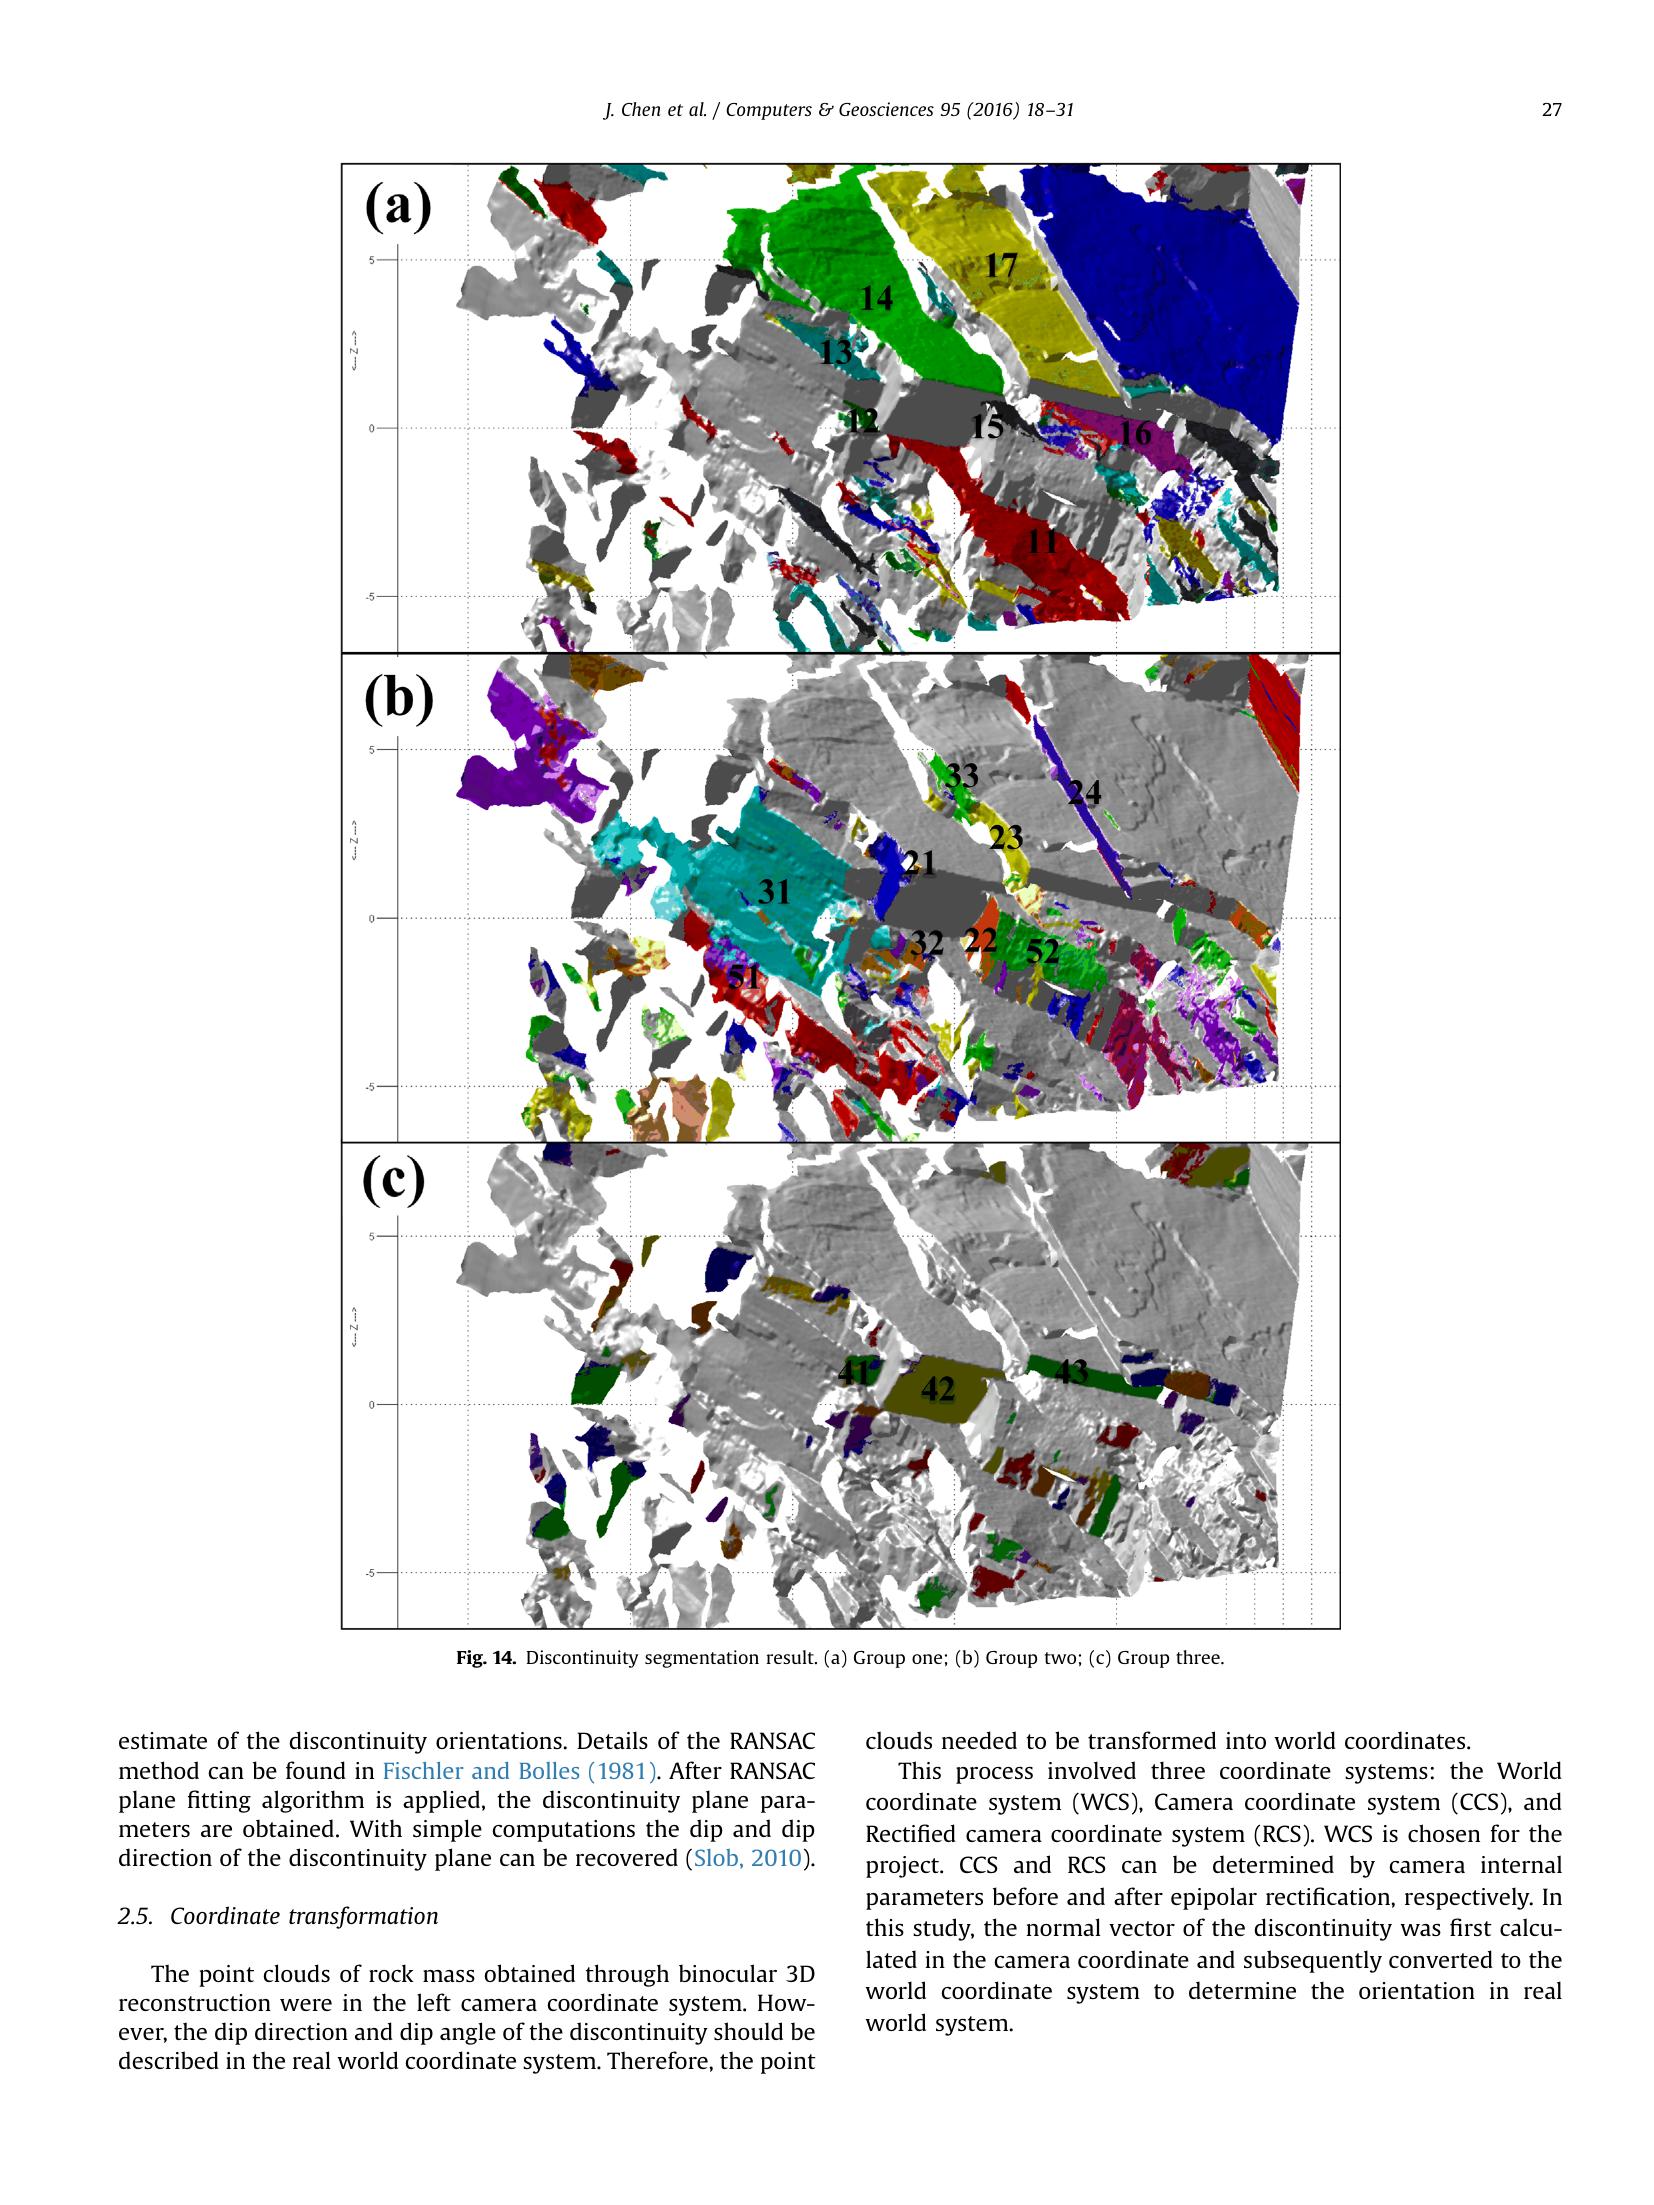 J. Chen et al. / Computers & Geosciences 95 (2016) 18–31
27
(a)
5
0
-5
<--- Z --->
17
14
13
12
15
16
11
(b)
5
0
-5
<--- Z --->
33
24
23
21
31
32
22
52
51
(c)
5
0
-5
<--- Z --->
41
42
43
Fig. 14. Discontinuity segmentation result. (a) Group one; (b) Group two; (c) Group three.
estimate of the discontinuity orientations. Details of the RANSAC
method can be found in Fischler and Bolles (1981). After RANSAC
plane fitting algorithm is applied, the discontinuity plane para-
meters are obtained. With simple computations the dip and dip
direction of the discontinuity plane can be recovered (Slob, 2010).
2.5. Coordinate transformation
The point clouds of rock mass obtained through binocular 3D
reconstruction were in the left camera coordinate system. How-
ever, the dip direction and dip angle of the discontinuity should be
described in the real world coordinate system. Therefore, the point
clouds needed to be transformed into world coordinates.
This process involved three coordinate systems: the World
coordinate system (WCS), Camera coordinate system (CCS), and
Rectified camera coordinate system (RCS). WCS is chosen for the
project. CCS and RCS can be determined by camera internal
parameters before and after epipolar rectification, respectively. In
this study, the normal vector of the discontinuity was first calcu-
lated in the camera coordinate and subsequently converted to the
world coordinate system to determine the orientation in real
world system.